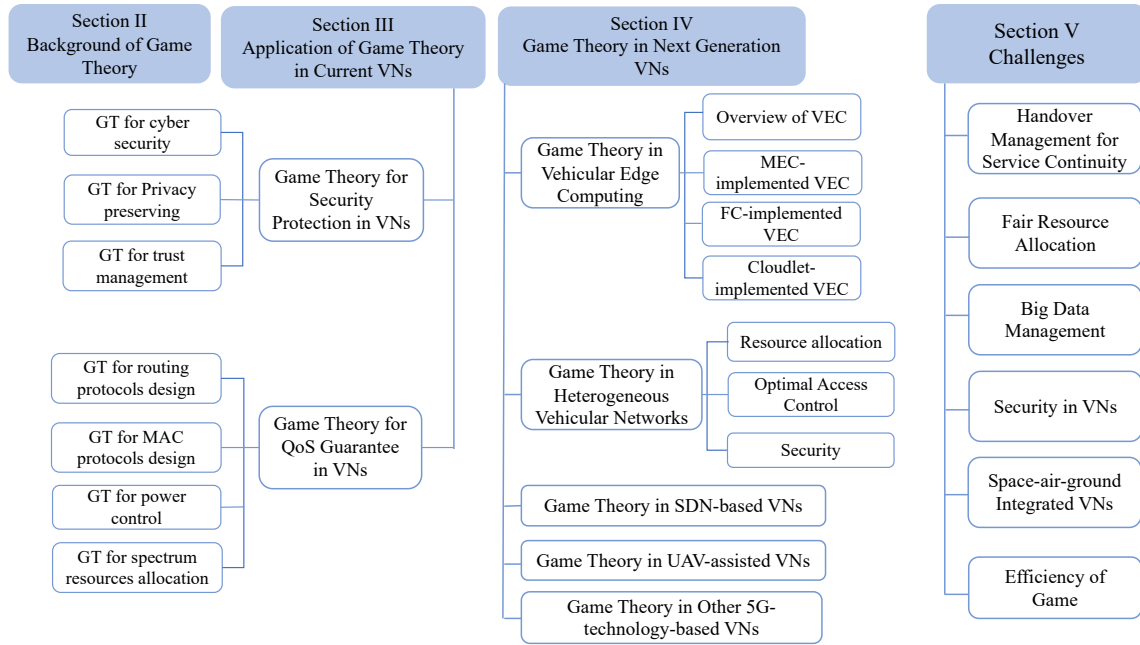 Section II
Background of Game
Theory
Section III
Application of Game Theory
in Current VNs
Section IV
Game Theory in Next Generation
VNs
Section V
Challenges
GT for cyber
security
GT for Privacy
preserving
GT for trust
management
Game Theory for
Security
Protection in VNs
GT for routing
protocols design
GT for MAC
protocols design
GT for power
control
GT for spectrum
resources allocation
Game Theory for
QoS Guarantee
in VNs
Game Theory in
Vehicular Edge
Computing
Overview of VEC
MEC-
implemented VEC
FC-implemented
VEC
Cloudlet-
implemented VEC
Game Theory in
Heterogeneous
Vehicular Networks
Resource allocation
Optimal Access
Control
Security
Game Theory in SDN-based VNs
Game Theory in UAV-assisted VNs
Game Theory in Other 5G-
technology-based VNs
Handover
Management for
Service Continuity
Fair Resource
Allocation
Big Data
Management
Security in VNs
Space-air-ground
Integrated VNs
Efficiency of
Game